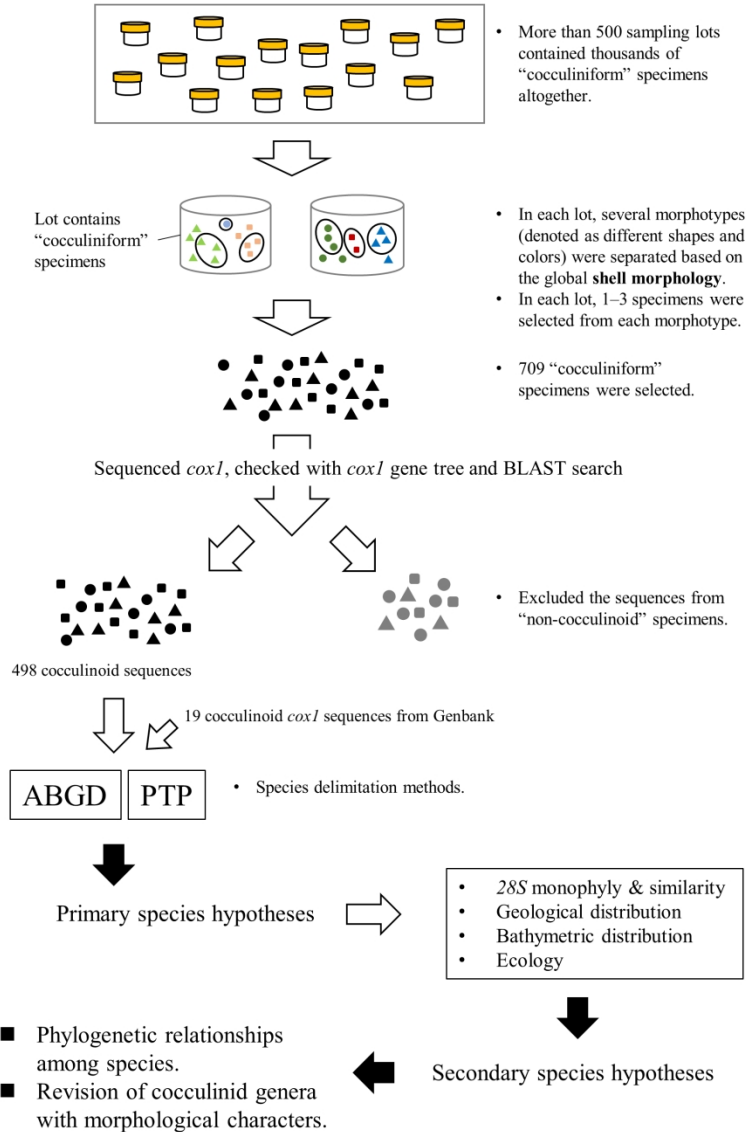 • More than 500 sampling lots
contained thousands of
“cocculiniform” specimens
altogether.
Lot contains
“cocculiniform”
specimens
• In each lot, several morphotypes
(denoted as different shapes and
colors) were separated based on
the global shell morphology.
• In each lot, 1–3 specimens were
selected from each morphotype.
• 709 “cocculiniform”
specimens were selected.
Sequenced cox1, checked with cox1 gene tree and BLAST search
• Excluded the sequences from
“non-cocculinoid” specimens.
498 cocculinoid sequences
19 cocculinoid cox1 sequences from Genbank
ABGD PTP
• Species delimitation methods.
Primary species hypotheses
• 28S monophyly & similarity
• Geological distribution
• Bathymetric distribution
• Ecology
Secondary species hypotheses
■ Phylogenetic relationships
among species.
■ Revision of cocculinid genera
with morphological characters.